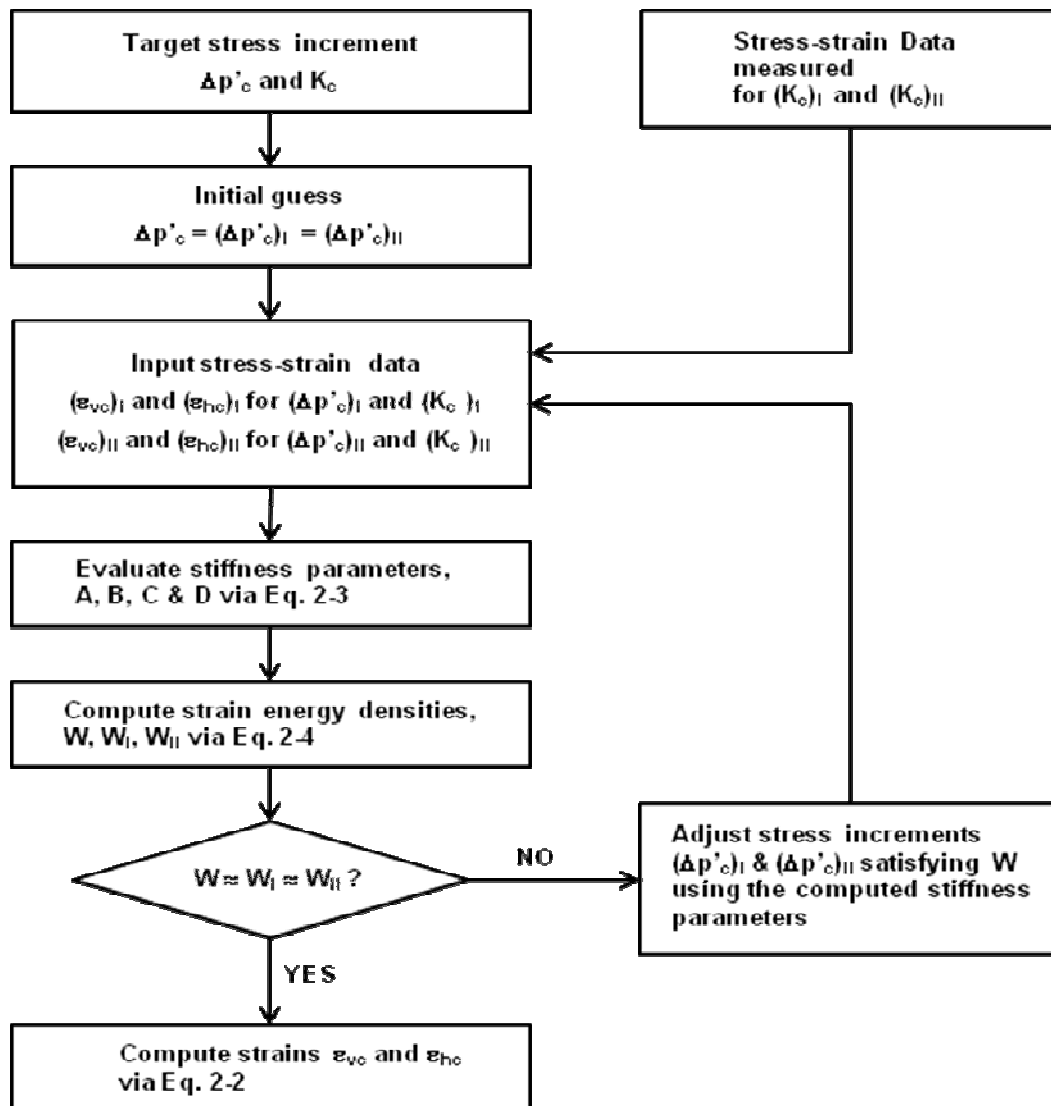 Target stress increment
Δp'c and Kc
Stress-strain Data
measured
for (Kc)I and (Kc)II
Initial guess
Δp'c = (Δp'c)I = (Δp'c)II
Input stress-strain data
(εvc)I and (εhc)I for (Δp'c)I and (Kc )I
(εvc)II and (εhc)II for (Δp'c)II and (Kc )II
Evaluate stiffness parameters,
A, B, C & D via Eq. 2-3
Compute strain energy densities,
W, WI, WII via Eq. 2-4
W ≈ WI ≈ WII ?
NO
Adjust stress increments
(Δp'c)I & (Δp'c)II satisfying W
using the computed stiffness
parameters
YES
Compute strains εvc and εhc
via Eq. 2-2